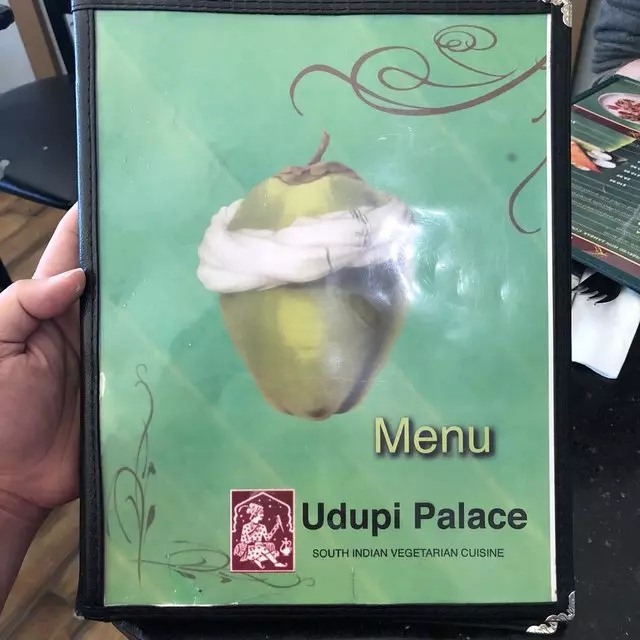 Menu
Udupi Palace
SOUTH INDIAN VEGETARIAN CUISINE